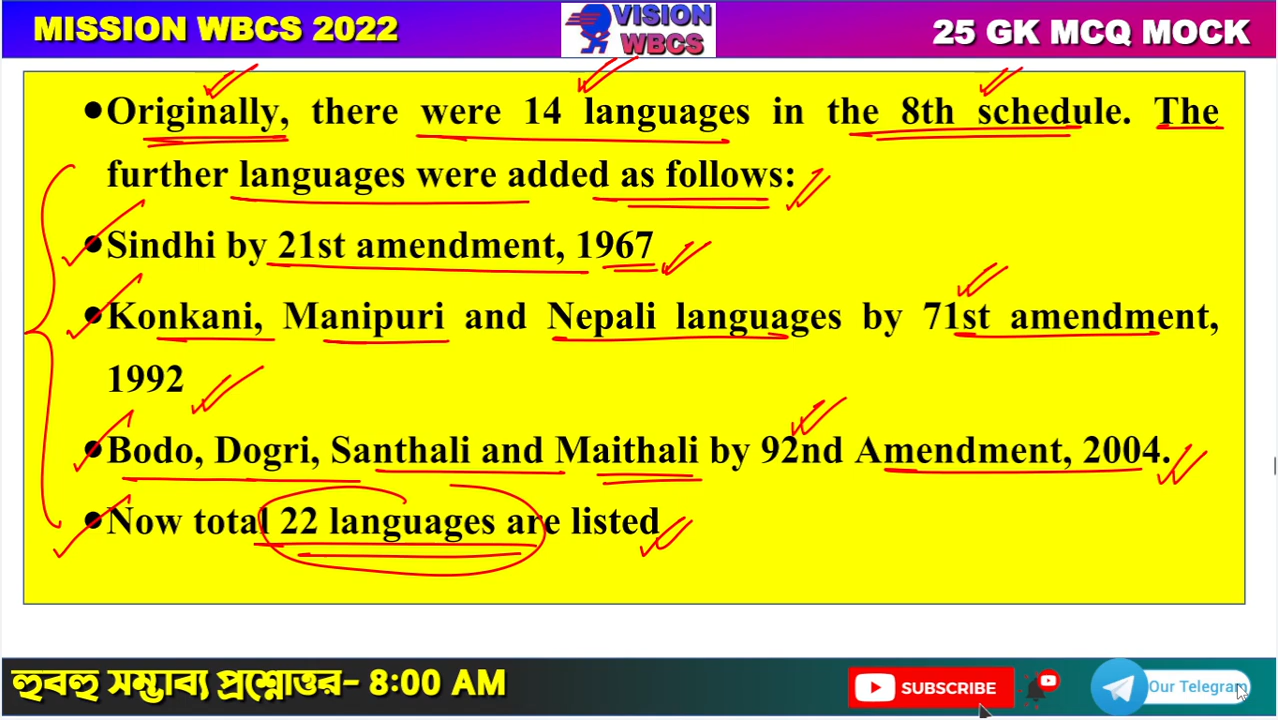 MISSION WBCS 2022
VISION
WBCS
25 GK MCQ MOCK
•Originally, there were 14 languages in the 8th schedule. The
further languages were added as follows:
•Sindhi by 21st amendment, 1967
•Konkani, Manipuri and Nepali languages by 71st amendment,
1992
•Bodo, Dogri, Santhali and Maithali by 92nd Amendment, 2004.
•Now total 22 languages are listed
হুবহু সম্ভাব্য প্রশ্নোত্তর- 8:00 AM
SUBSCRIBE
Our Telegram